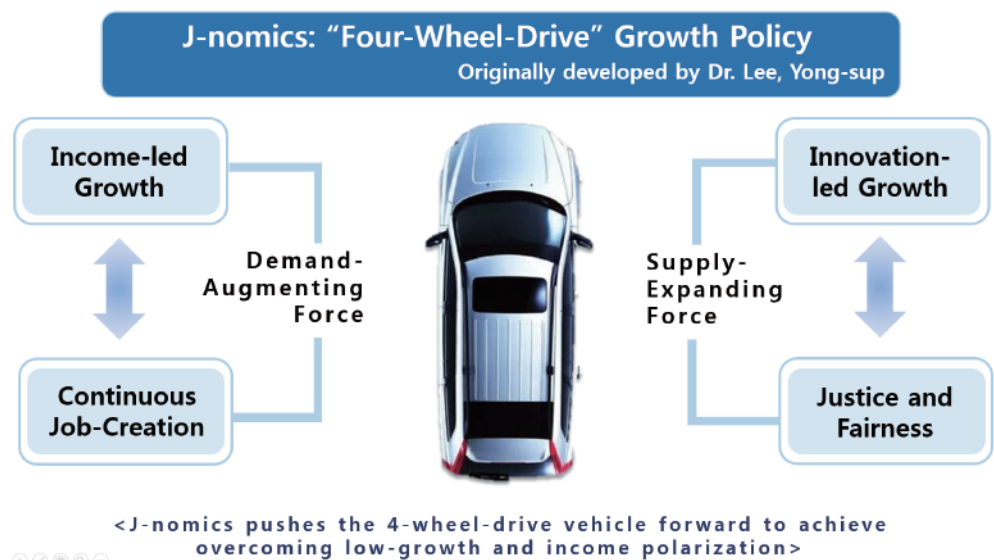 J-nomics: “Four-Wheel-Drive” Growth Policy
Originally developed by Dr. Lee, Yong-sup
Income-led
Growth
Innovation-
led Growth
Demand-
Augmenting
Force
Supply-
Expanding
Force
Continuous
Job-Creation
Justice and
Fairness
<J-nomics pushes the 4-wheel-drive vehicle forward to achieve
overcoming low-growth and income polarization>